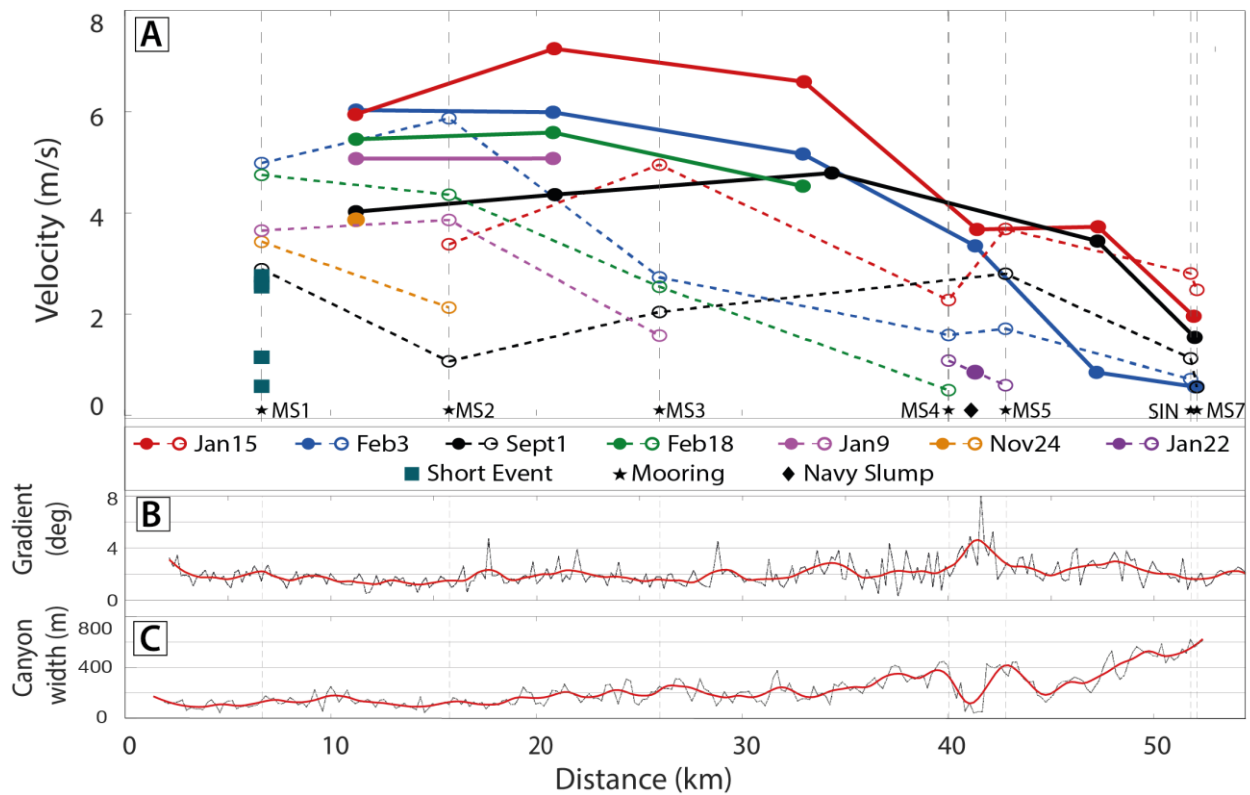 A
8
6
4
2
0
Velocity (m/s)
MS1 MS2 MS3 MS4 MS5 SIN MS7
Jan15 Feb3 Sept1 Feb18 Jan9 Nov24 Jan22
Short Event Mooring Navy Slump
B
Gradient
(deg)
8
4
0
C
Canyon
width (m)
800
400
0
0 10 20 30 40 50
Distance (km)